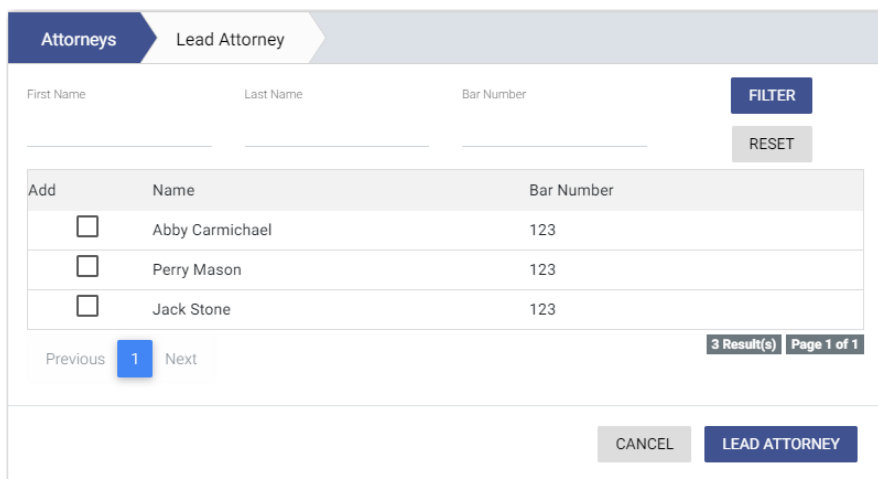 Attorneys Lead Attorney
First Name Last Name Bar Number FILTER
RESET
Add Name Bar Number
Abby Carmichael 123
Perry Mason 123
Jack Stone 123
Previous 1 Next 3 Result(s) Page 1 of 1
CANCEL LEAD ATTORNEY